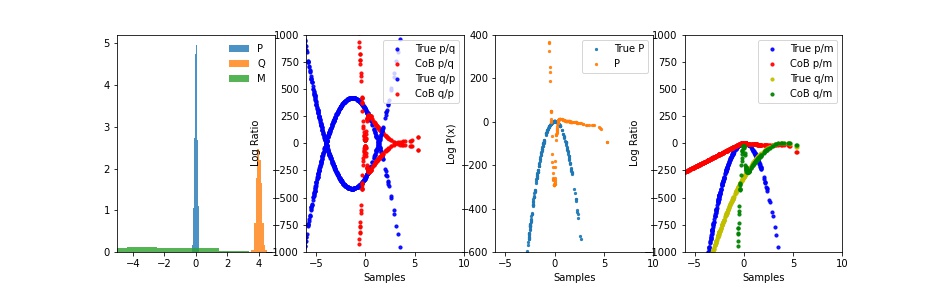 P
Q
M
5
4
3
2
1
0
−4
−2
0
2
4
Log Ratio
1000
750
500
250
0
−250
−500
−750
1000
True p/q
CoB p/q
True q/p
CoB q/p
−5
0
5
10
Samples
Log P(x)
400
200
0
−200
−400
−600
True P
P
−5
0
5
10
Samples
Log Ratio
1000
750
500
250
0
−250
−500
−750
1000
True p/m
CoB p/m
True q/m
CoB q/m
−5
0
5
10
Samples